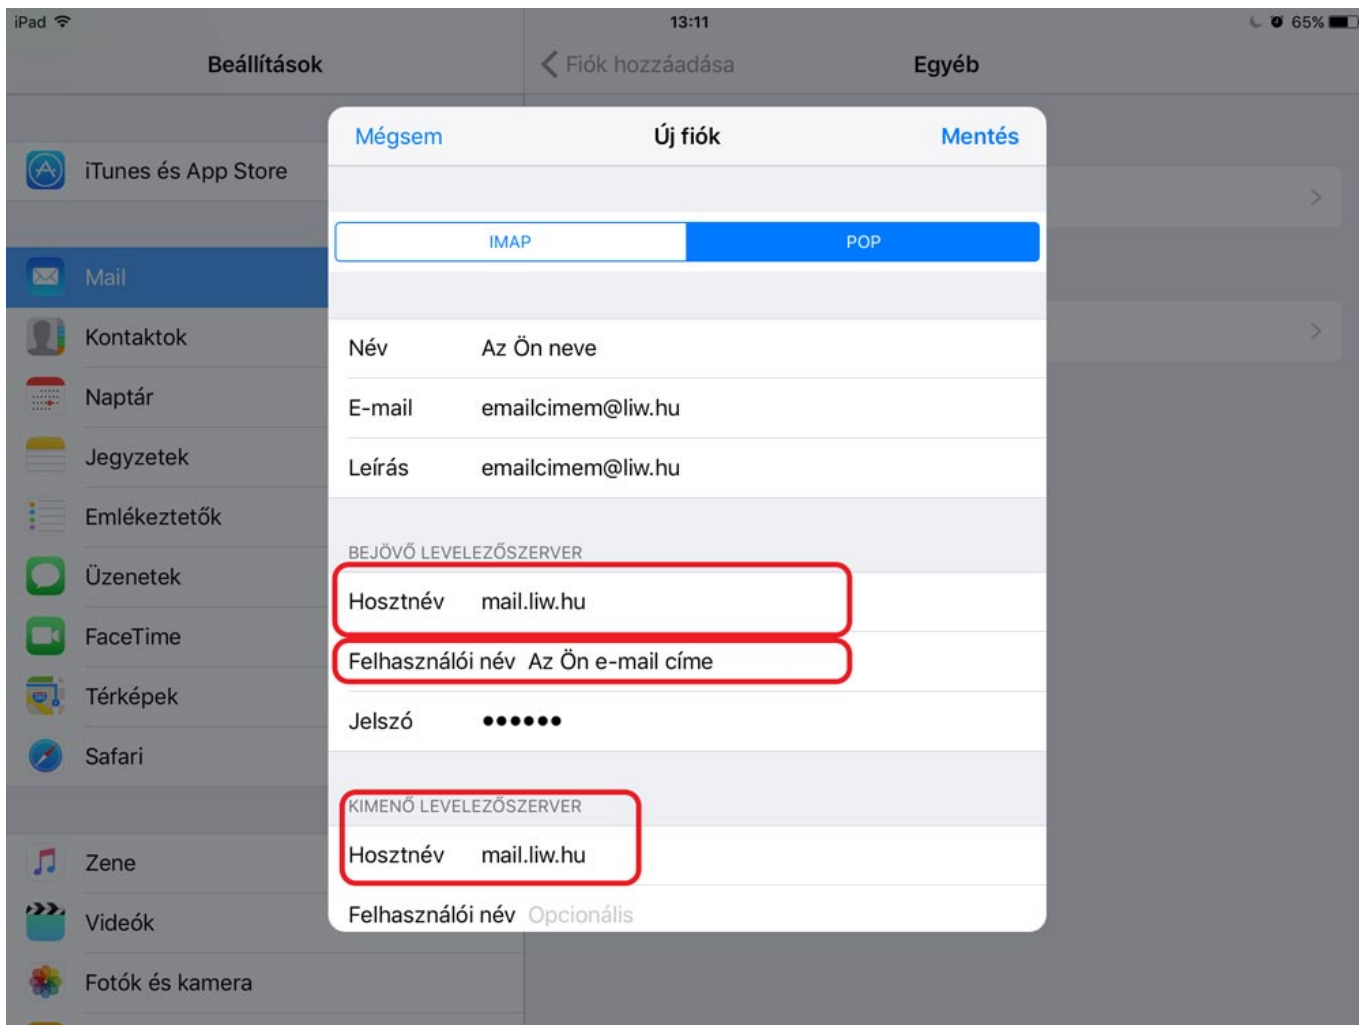 iPad 13:11 65%
Beállítások
Fiók hozzáadása Egyéb
Mégsem Új fiók Mentés
iTunes és App Store
Mail
Kontaktok
Naptár
Jegyzetek
Emlékeztetők
Üzenetek
FaceTime
Térképek
Safari
Zene
Videók
Fotók és kamera
IMAP POP
Név Az Ön neve
E-mail emailcimem@liw.hu
Leírás emailcimem@liw.hu
BEJÖVŐ LEVELEZŐSZERVER
Hosztnév mail.liw.hu
Felhasználói név Az Ön e-mail címe
Jelszó ••••••
KIMENŐ LEVELEZŐSZERVER
Hosztnév mail.liw.hu
Felhasználói név Opcionális